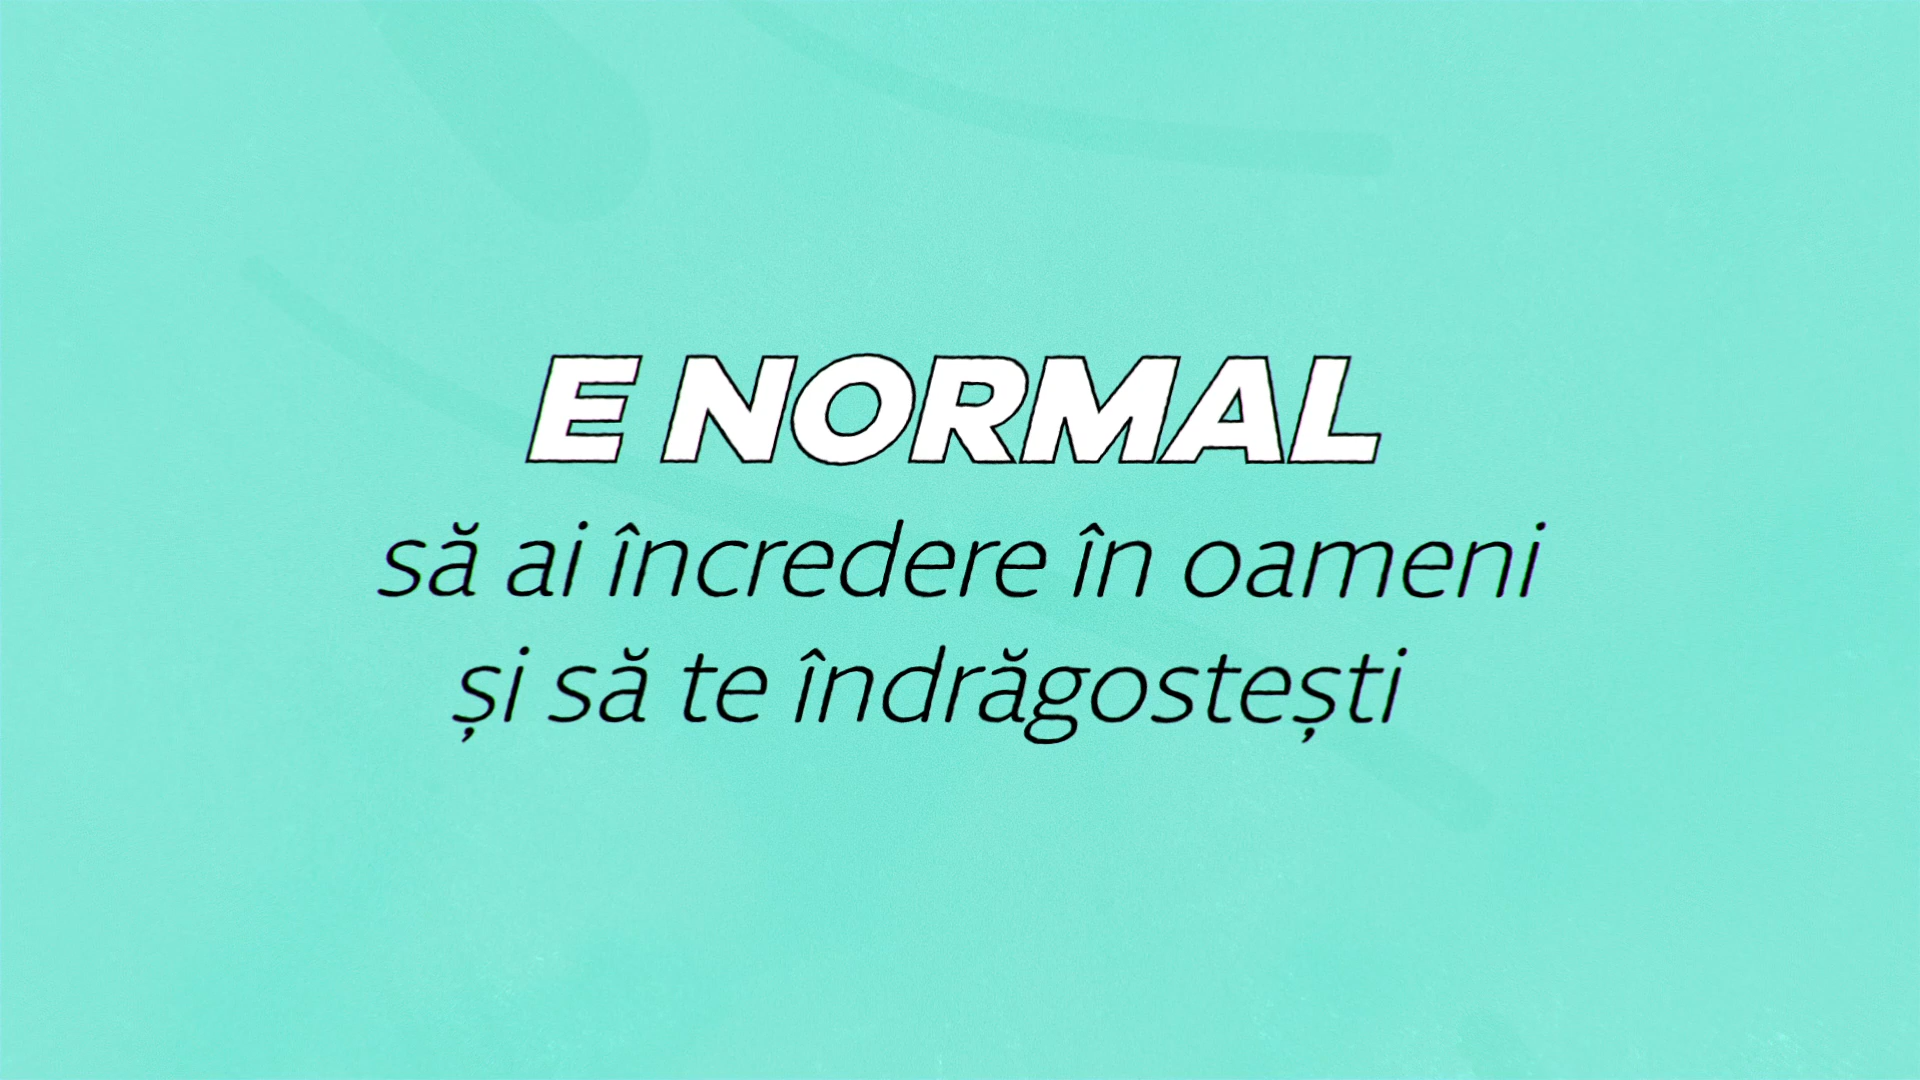 E NORMAL
să ai încredere în oameni
și să te îndrăgostești